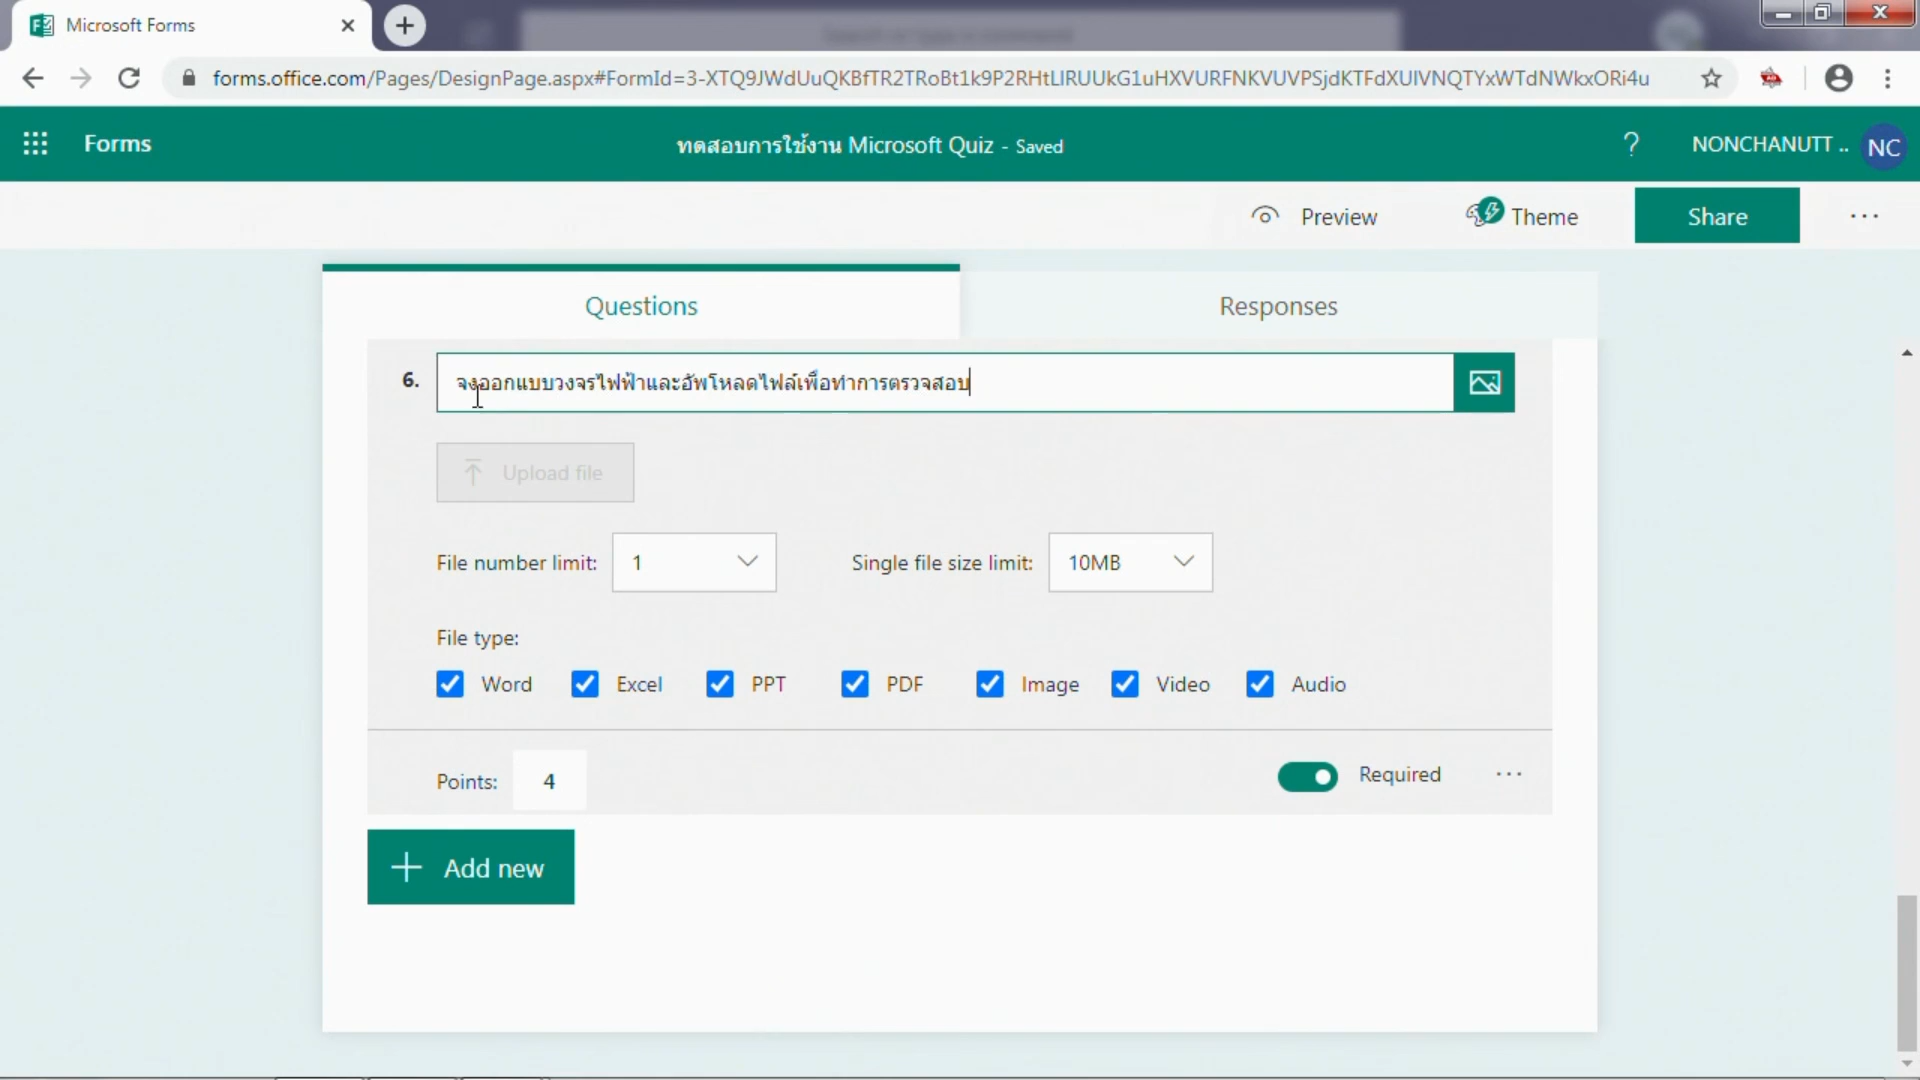 Microsoft Forms
forms.office.com/Pages/DesignPage.aspx#FormId=3-XTQ9JWdUuQKBfTR2TRoBt1k9P2RHtLlRUUkG1uHXVURFNKVUVPSjdKTFdXUlVNQTYxWTdNWkxORi4u
Forms
ทดสอบการใช้งาน Microsoft Quiz - Saved
?
NONCHANUTT ..
NC
Preview
Theme
Share
Questions
Responses
6.
จงออกแบบวงจรไฟฟ้าและอัพโหลดไฟล์เพื่อทำการตรวจสอบ
Upload file
File number limit: 1
Single file size limit: 10MB
File type:
Word Excel PPT PDF Image Video Audio
Points: 4
Required
Add new